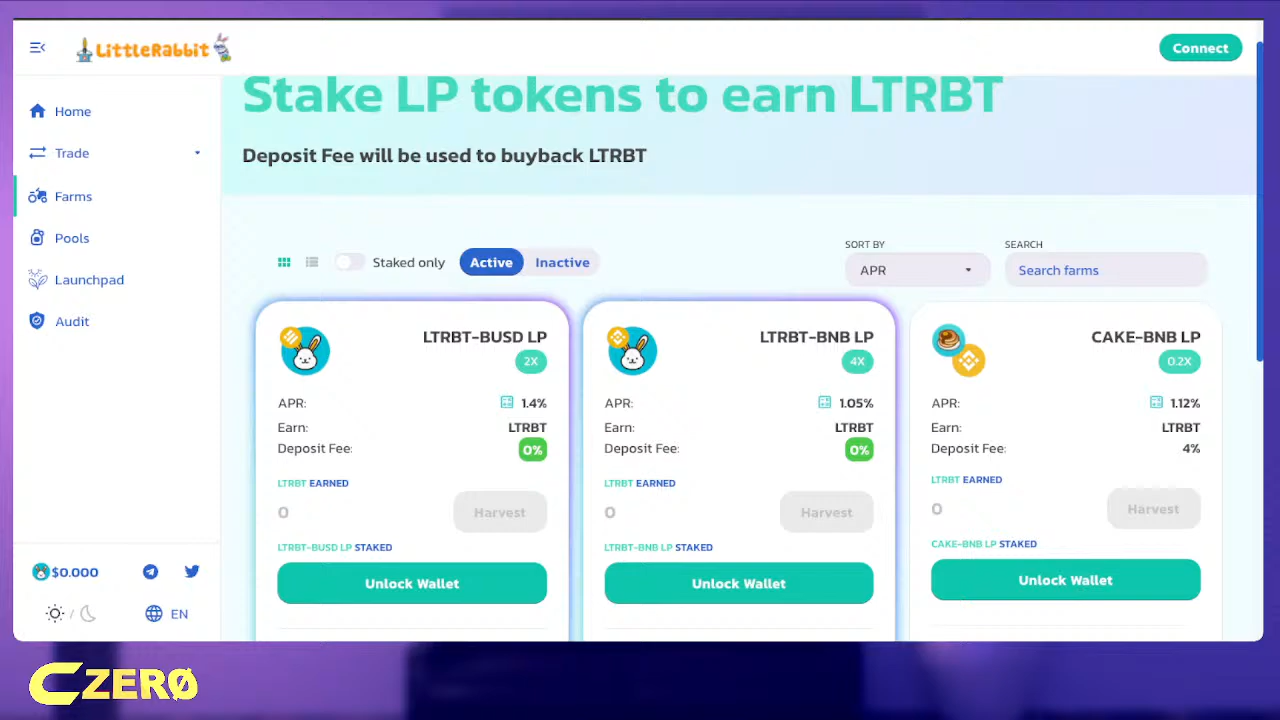 LittleRabbit
Connect
Home
Trade
Farms
Pools
Launchpad
Audit
$0.000
/
EN
Stake LP tokens to earn LTRBT
Deposit Fee will be used to buyback LTRBT
Staked only
Active
Inactive
SORT BY
APR
SEARCH
Search farms
LTRBT-BUSD LP
2X
APR:
1.4%
Earn:
LTRBT
Deposit Fee:
0%
LTRBT EARNED
0
Harvest
LTRBT-BUSD LP STAKED
Unlock Wallet
LTRBT-BNB LP
4X
APR:
1.05%
Earn:
LTRBT
Deposit Fee:
0%
LTRBT EARNED
0
Harvest
LTRBT-BNB LP STAKED
Unlock Wallet
CAKE-BNB LP
0.2X
APR:
1.12%
Earn:
LTRBT
Deposit Fee:
4%
LTRBT EARNED
0
Harvest
CAKE-BNB LP STAKED
Unlock Wallet
CZERØ